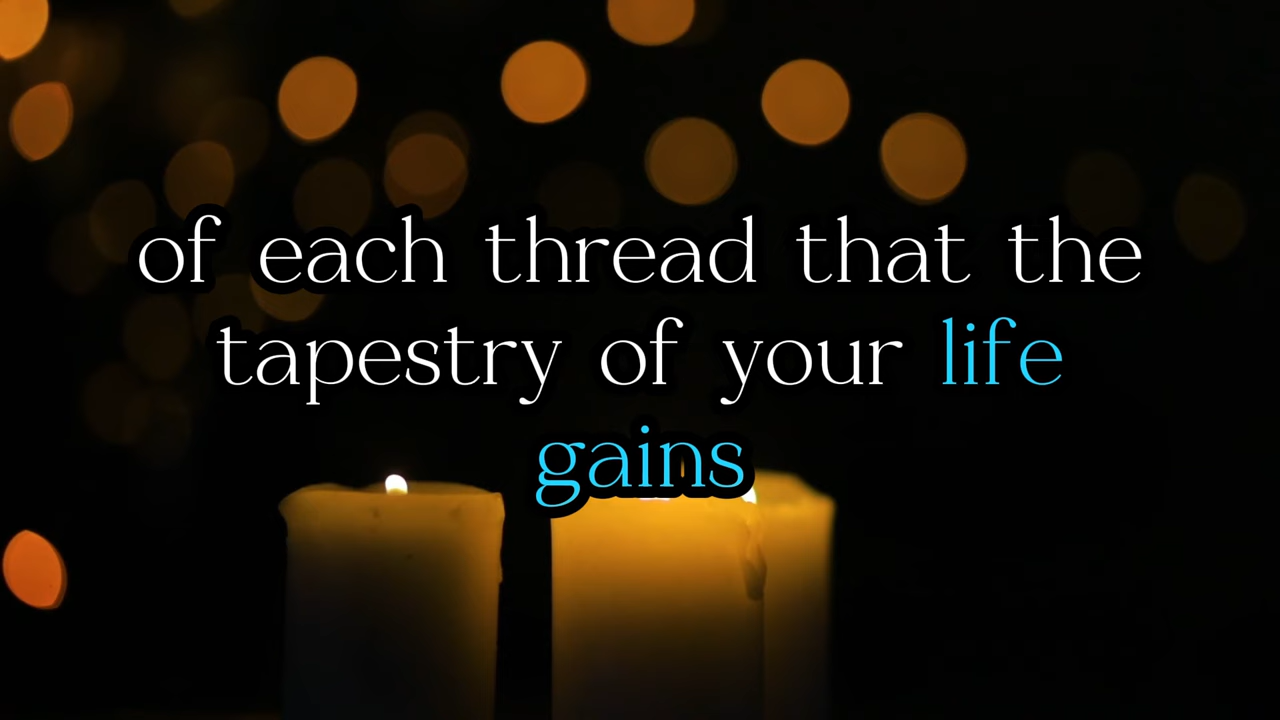 of each thread that the
tapestry of your life
gains